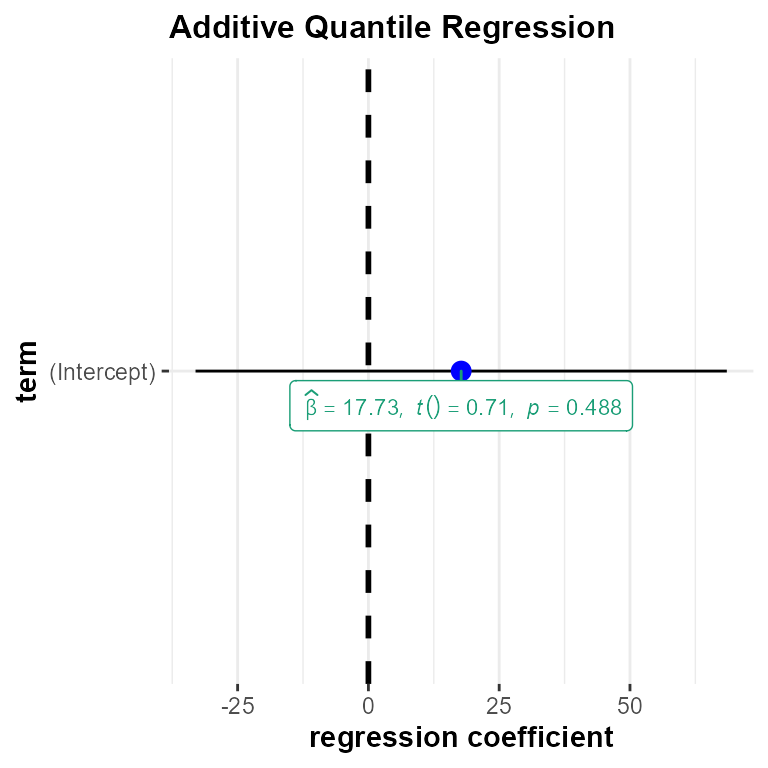 Additive Quantile Regression
term
(Intercept)
β̂ = 17.73, t() = 0.71, p = 0.488
-25 0 25 50
regression coefficient